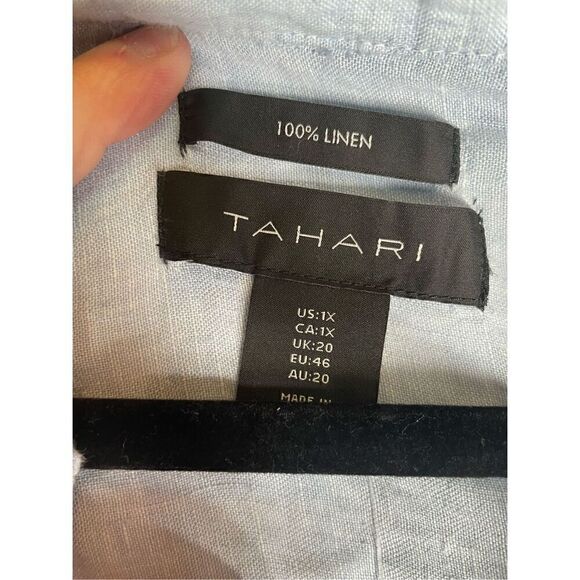 100% LINEN
TAHARI
US:1X
CA:1X
UK:20
EU:46
AU:20
MADE IN